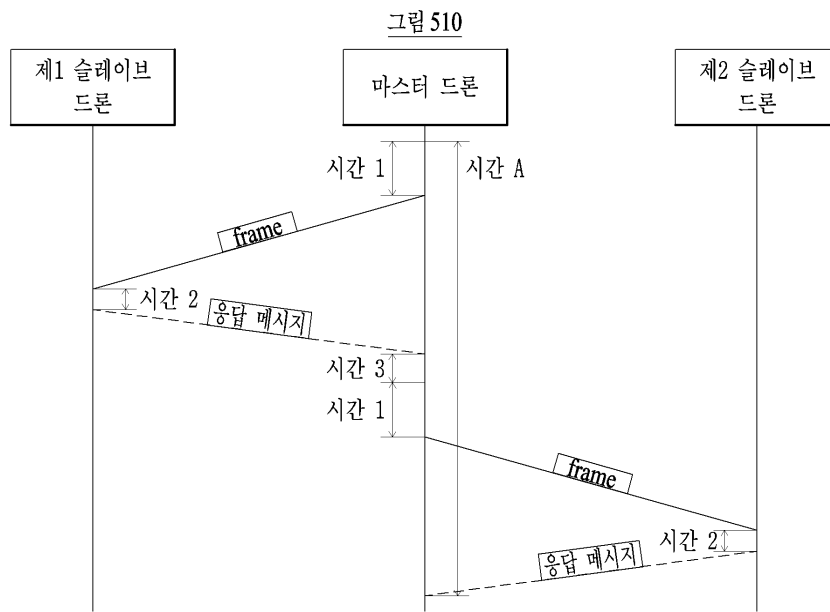 그림 510
제1 슬레이브
드론
마스터 드론
제2 슬레이브
드론
시간 1
시간 A
frame
시간 2
응답 메시지
시간 3
시간 1
frame
시간 2
응답 메시지